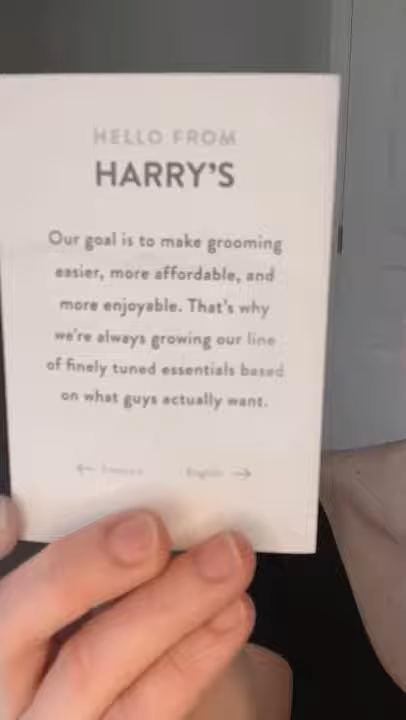 HELLO FROM
HARRY'S
Our goal is to make grooming
easier, more affordable, and
more enjoyable. That's why
we're always growing our line
of finely tuned essentials based
on what guys actually want.
← Français English →